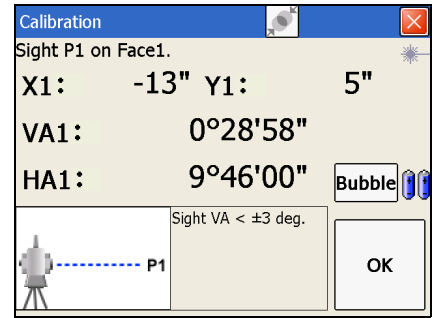 Calibration
Sight P1 on Face1.
X1: -13" Y1: 5"
VA1: 0°28'58"
HA1: 9°46'00"
Bubble
Sight VA < ±3 deg.
P1
OK